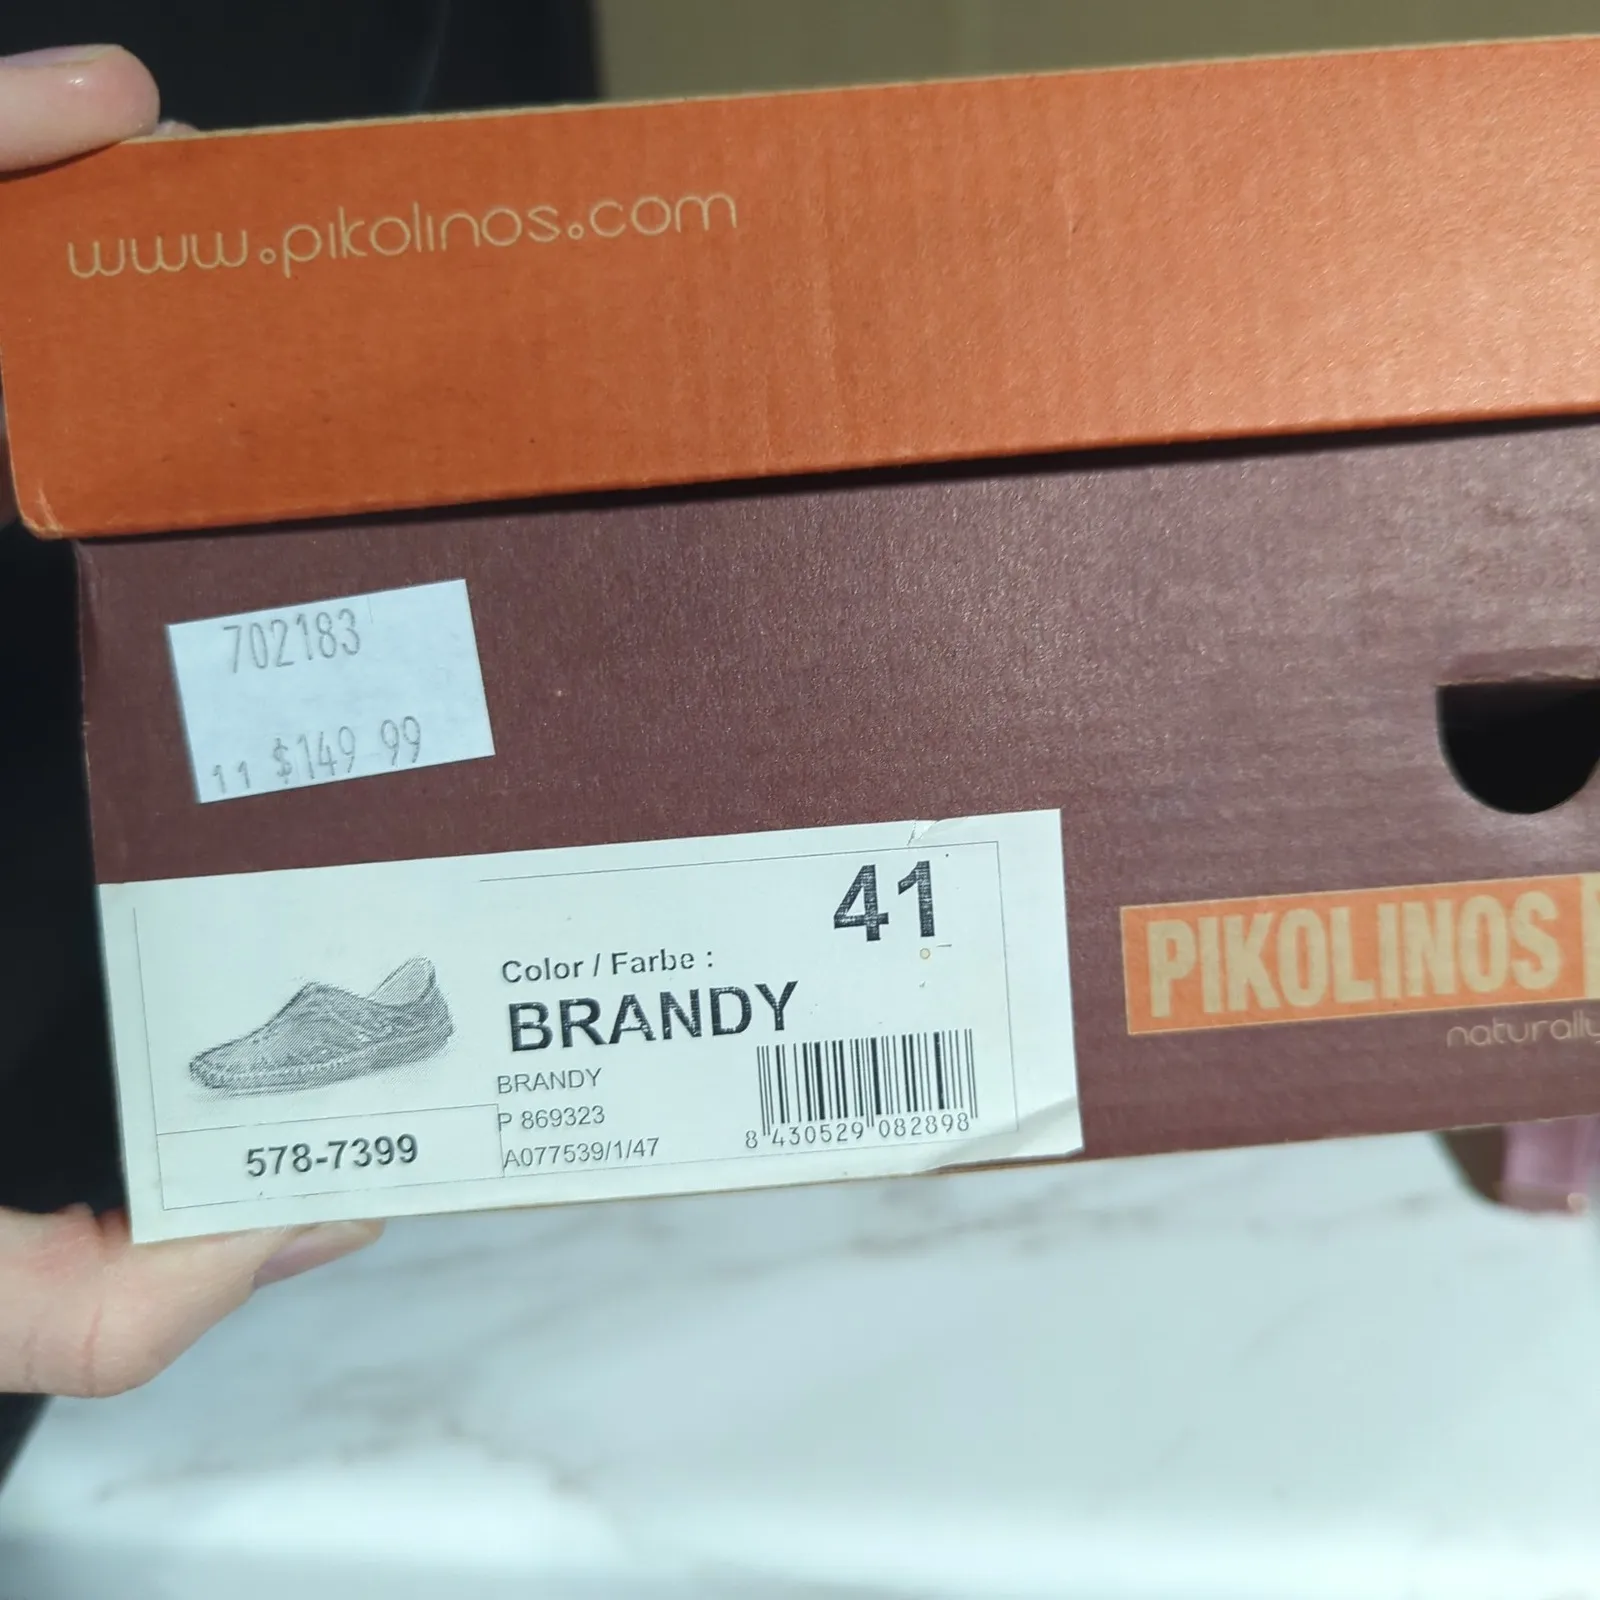 www.pikolinos.com
702183
11 $149.99
41
Color / Farbe :
BRANDY
BRANDY
P 869323
A077539/1/47
578-7399
8 430529 082898
PIKOLINOS
naturally